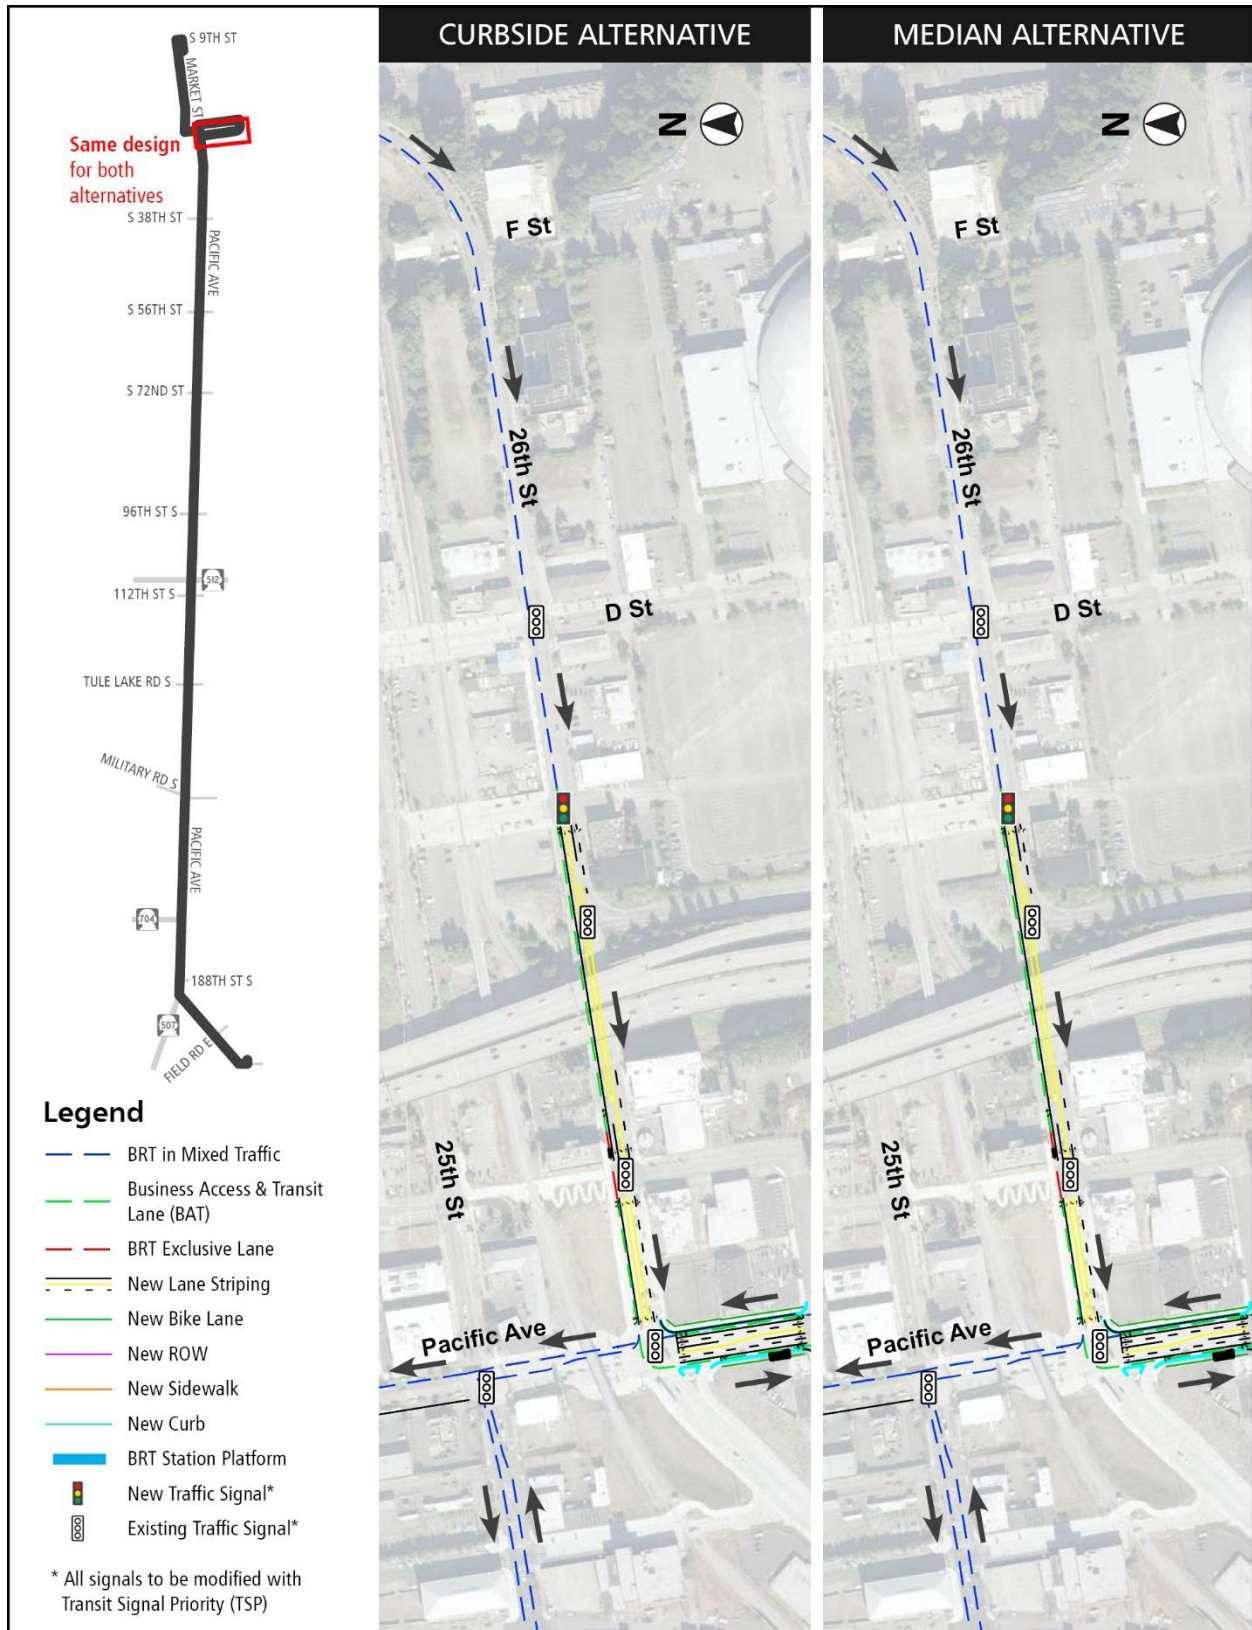 S 9TH ST
MARKET ST
Same design
for both
alternatives
S 38TH ST
PACIFIC AVE
S 56TH ST
S 72ND ST
96TH ST S
512
112TH ST S
TULE LAKE RD S
MILITARY RD S
PACIFIC AVE
704
188TH ST S
507
FIELD RD E
Legend
BRT in Mixed Traffic
Business Access & Transit
Lane (BAT)
BRT Exclusive Lane
New Lane Striping
New Bike Lane
New ROW
New Sidewalk
New Curb
BRT Station Platform
New Traffic Signal*
Existing Traffic Signal*
* All signals to be modified with
Transit Signal Priority (TSP)
CURBSIDE ALTERNATIVE
N
F St
26th St
D St
25th St
Pacific Ave
MEDIAN ALTERNATIVE
N
F St
26th St
D St
25th St
Pacific Ave